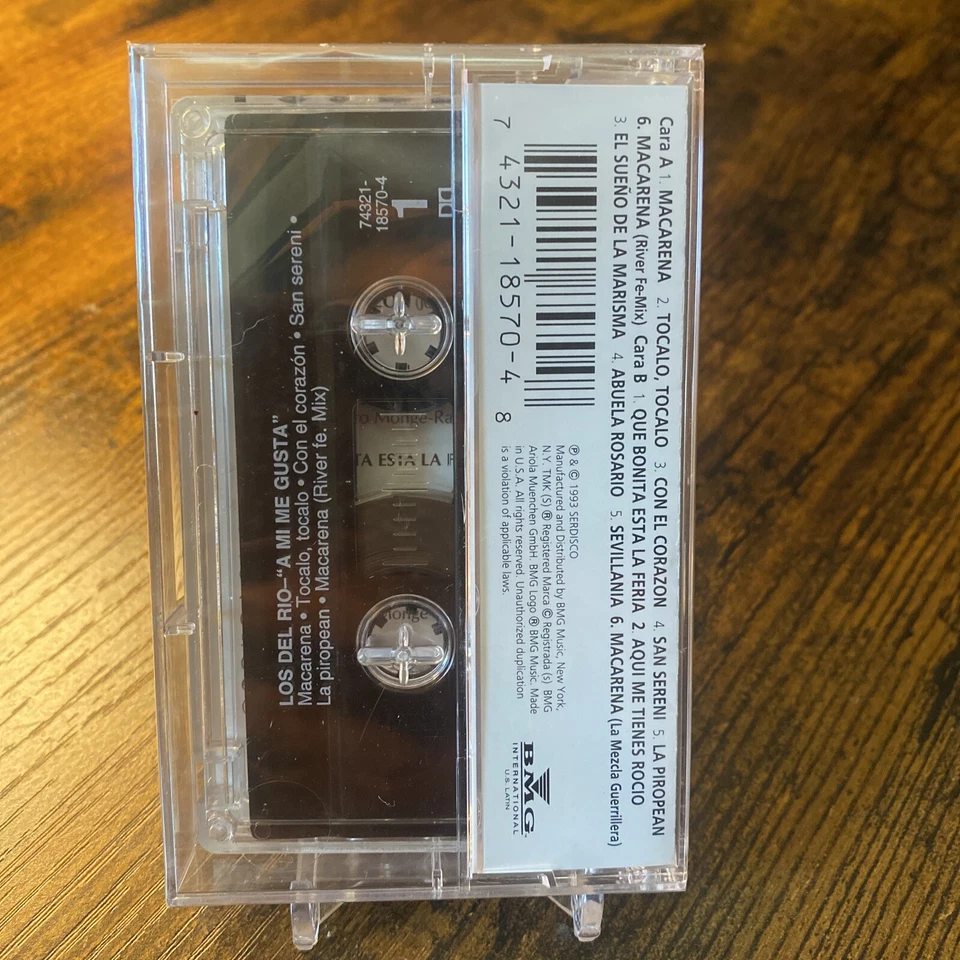 Cara A 1. MACARENA 2. TOCALO, TOCALO 3. CON EL CORAZON 4. SAN SERENI 5. LA PIROPEAN
6. MACARENA (River Fe-Mix) Cara B 1. QUE BONITA ESTA LA FERIA 2. AQUI ME TIENES ROCIO
3. EL SUEÑO DE LA MARISMA 4. ABUELA ROSARIO 5. SEVILLANIA 6. MACARENA (La Mezcla Guerrillera)
7 4321-18570-4 8
℗ & © 1993 SERDISCO
Manufactured and Distributed by BMG Music, New York,
N.Y. TMK (S) ® Registered Marca © Registrada (s) BMG
Ariola Muenchen GmbH. BMG Logo ® BMG Music. Made
in U.S.A. All rights reserved. Unauthorized duplication
is a violation of applicable laws.
BMG
INTERNATIONAL
U.S. LATIN
74321-
18570-4
1
TA ESTA LA F
LOS DEL RIO–“A MI ME GUSTA”
Macarena • Tocalo, tocalo • Con el corazón • San sereni •
La piropean • Macarena (River fe. Mix)